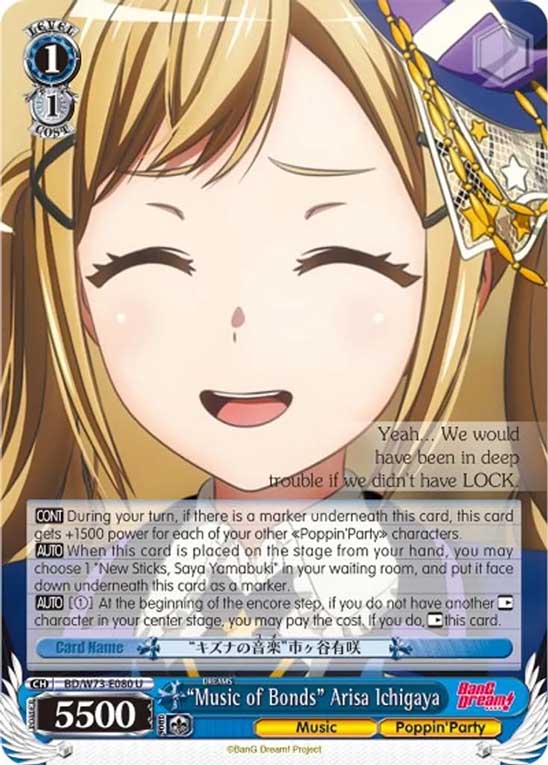 LEVEL
1
1
COST
Yeah... We would
have been in deep
trouble if we didn't have LOCK.
CONT During your turn, if there is a marker underneath this card, this card
gets +1500 power for each of your other «Poppin'Party» characters.
AUTO When this card is placed on the stage from your hand, you may
choose 1 "New Sticks, Saya Yamabuki" in your waiting room, and put it face
down underneath this card as a marker.
AUTO [①] At the beginning of the encore step, if you do not have another
character in your center stage, you may pay the cost. If you do, this card.
Card Name
“キズナの音楽”市ヶ谷有咲
CH BD/W73-E080 U
DREAMS
“Music of Bonds” Arisa Ichigaya
BanG Dream!
POWER
5500
SOUL
Music
Poppin'Party
©BanG Dream! Project